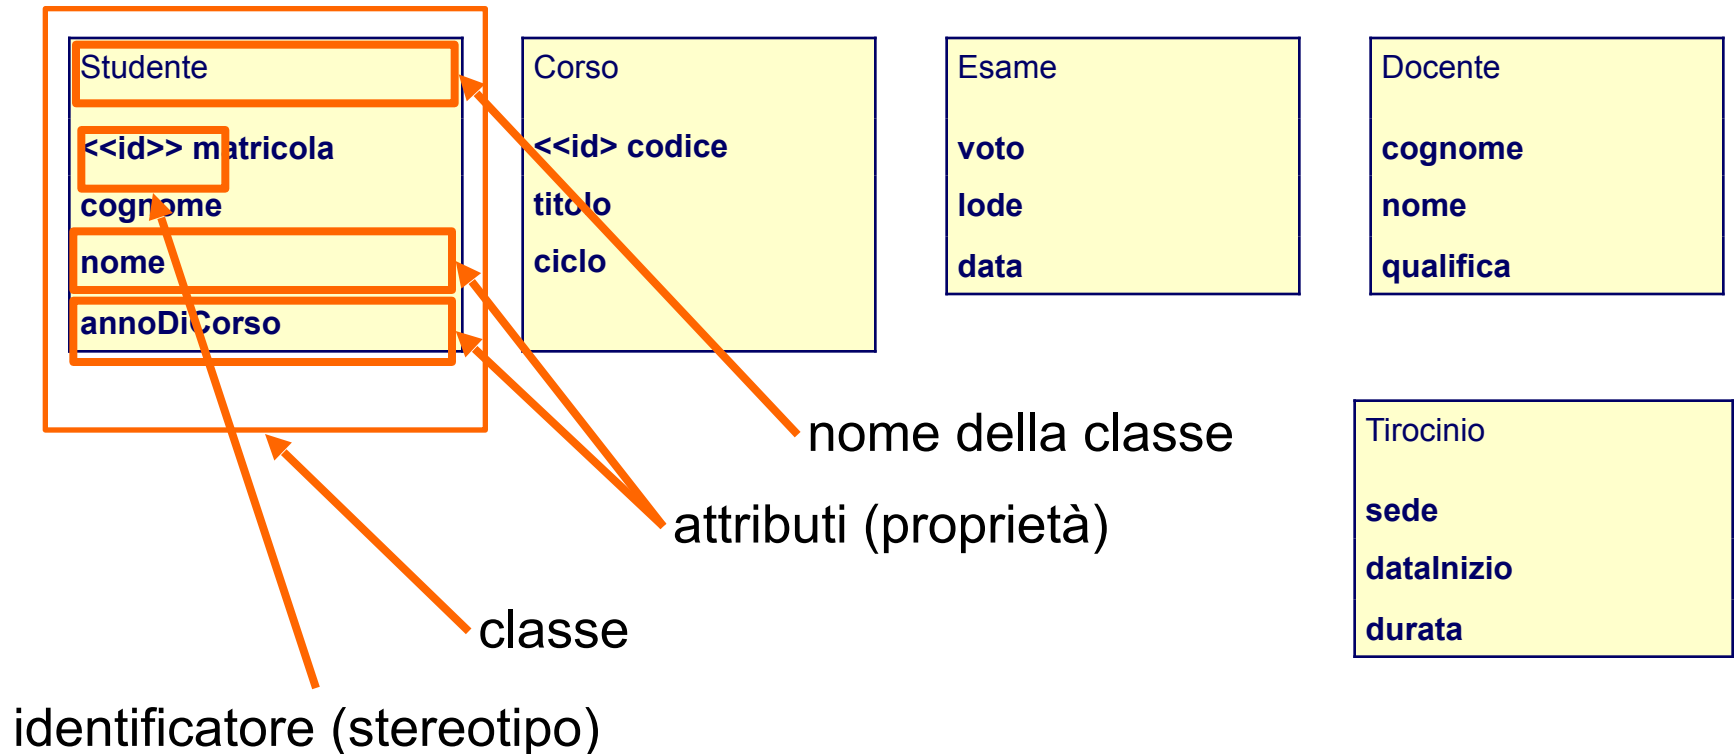 Studente
<<id>> matricola
cognome
nome
annoDiCorso
Corso
<<id> codice
titolo
ciclo
Esame
voto
lode
data
Docente
cognome
nome
qualifica
Tirocinio
sede
dataInizio
durata
nome della classe
attributi (proprietà)
classe
identificatore (stereotipo)